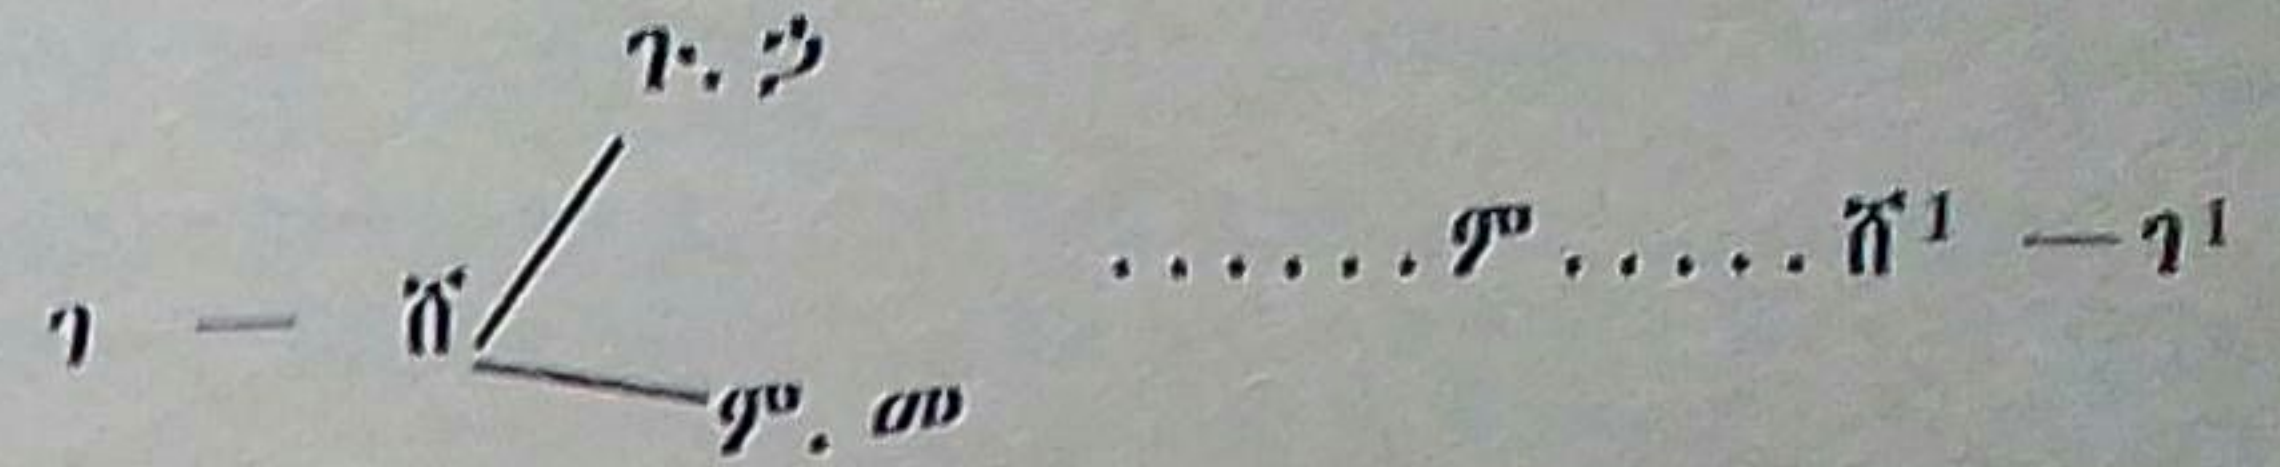 ጉ. ኃ
......ም.....ሸ¹ — ገ¹
ገ — ሸ
ም. መ